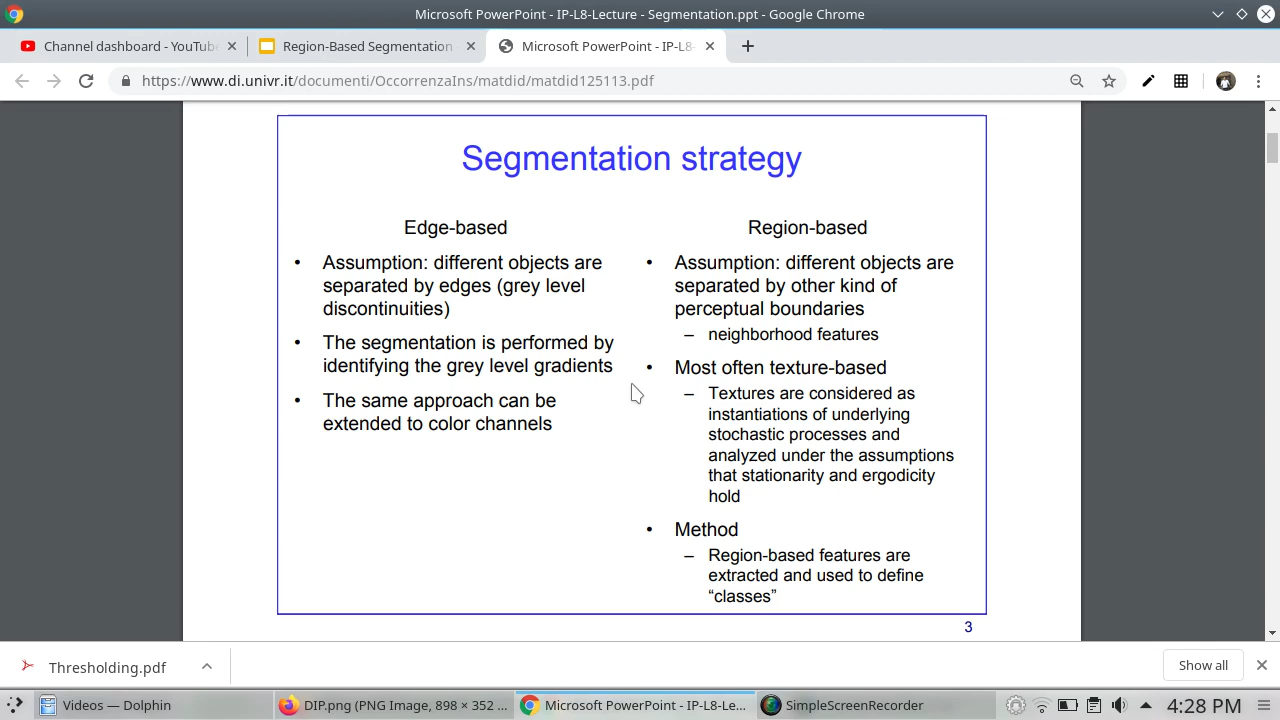 Microsoft PowerPoint - IP-L8-Lecture - Segmentation.ppt - Google Chrome
Channel dashboard - YouTube
Region-Based Segmentation
Microsoft PowerPoint - IP-L8-
https://www.di.univr.it/documenti/OccorrenzaIns/matdid/matdid125113.pdf
Segmentation strategy
Edge-based
• Assumption: different objects are
separated by edges (grey level
discontinuities)
• The segmentation is performed by
identifying the grey level gradients
• The same approach can be
extended to color channels
Region-based
• Assumption: different objects are
separated by other kind of
perceptual boundaries
– neighborhood features
• Most often texture-based
– Textures are considered as
instantiations of underlying
stochastic processes and
analyzed under the assumptions
that stationarity and ergodicity
hold
• Method
– Region-based features are
extracted and used to define
“classes”
3
Thresholding.pdf
Show all
Videos — Dolphin
DIP.png (PNG Image, 898 × 352 ...
Microsoft PowerPoint - IP-L8-Le...
SimpleScreenRecorder
4:28 PM